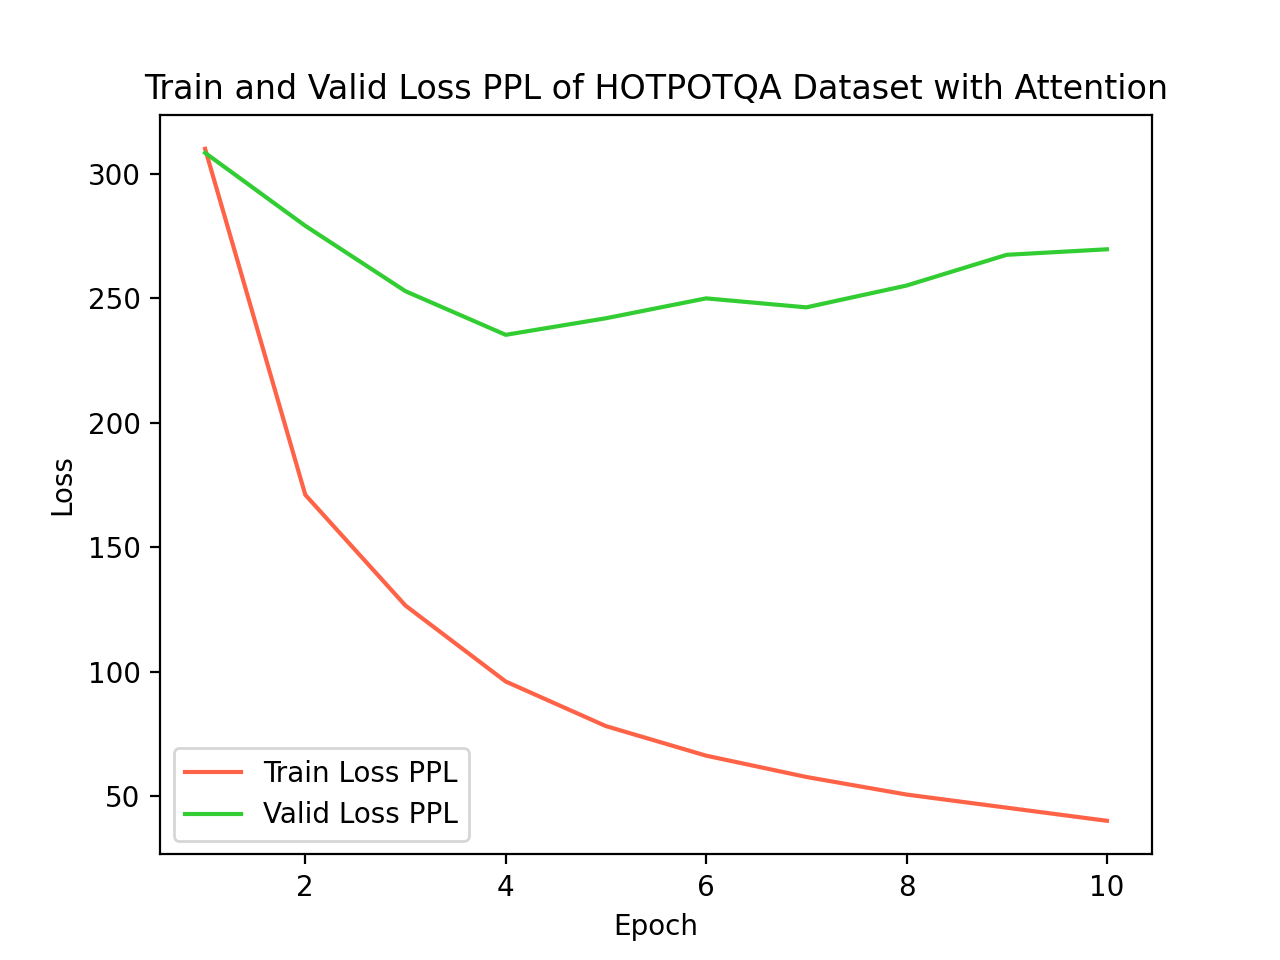 Train and Valid Loss PPL of HOTPOTQA Dataset with Attention
300
250
200
150
100
50
Loss
Train Loss PPL
Valid Loss PPL
2 4 6 8 10
Epoch